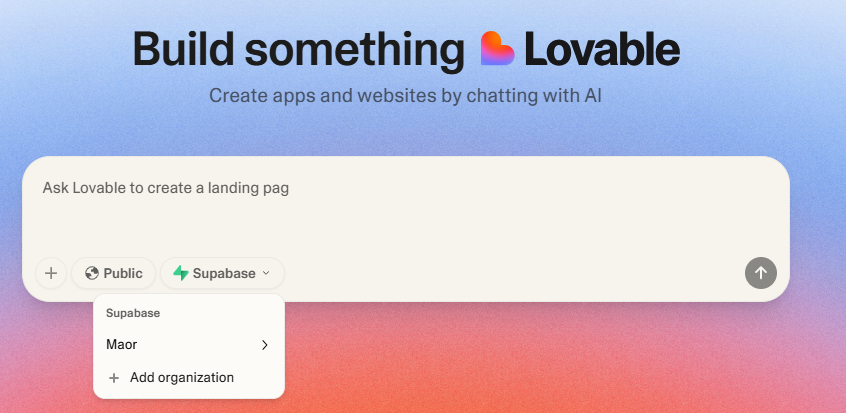 Build something Lovable
Create apps and websites by chatting with AI
Ask Lovable to create a landing pag
Public
Supabase
Supabase
Maor
Add organization